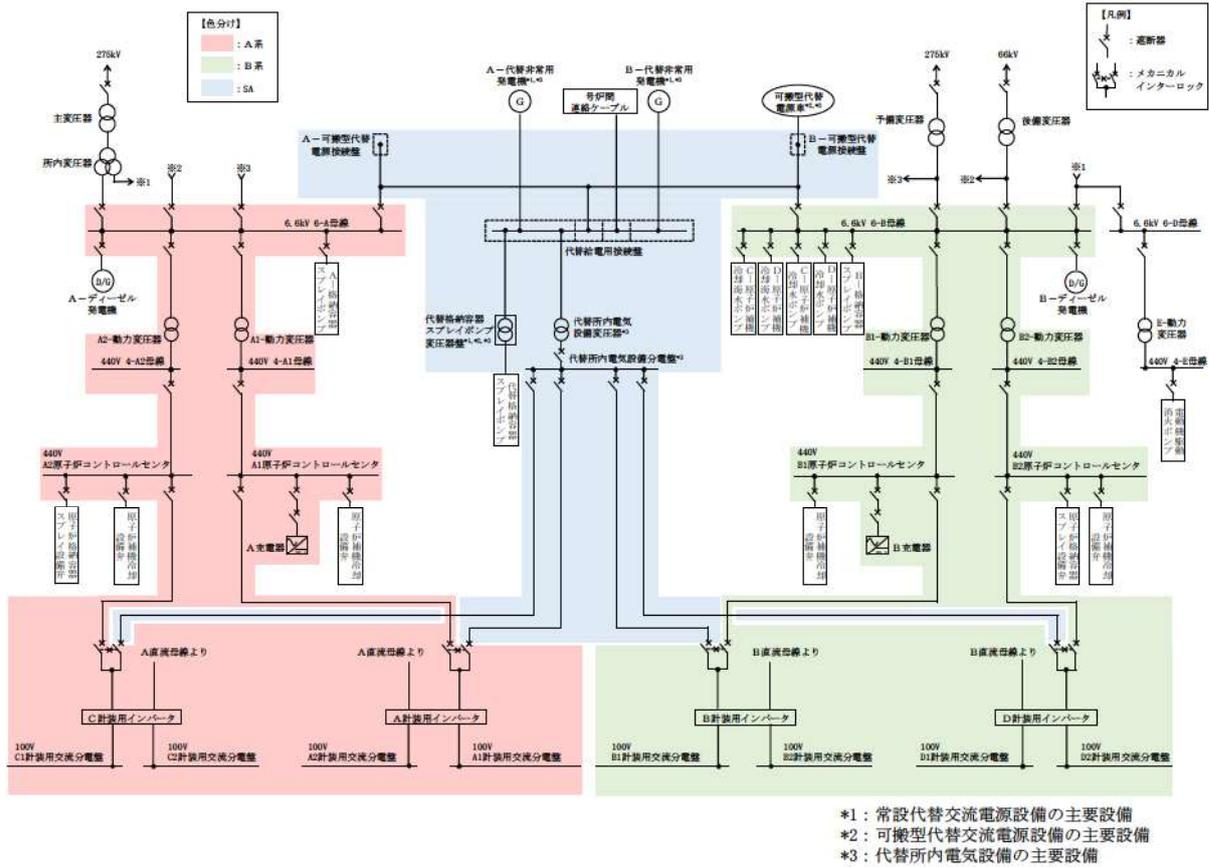 【色分け】
：A系
：B系
：SA
【凡例】
：遮断器
：メカニカル
インターロック
275kV
主変圧器
所内変圧器
※1
※2
※3
A－代替非常用
発電機*1,*3
号炉間
連絡ケーブル
B－代替非常用
発電機*1,*3
可搬型代替
電源車*2,*3
275kV
66kV
予備変圧器
後備変圧器
※3
※2
※1
A－可搬型代替
電源接続盤
B－可搬型代替
電源接続盤
6.6kV 6-A母線
代替給電用接続盤
6.6kV 6-B母線
6.6kV 6-D母線
D/G
A－ディーゼル
発電機
A－格納容器
スプレイポンプ
C－原子炉補機
冷却海水ポンプ
D－原子炉補機
冷却海水ポンプ
C－原子炉補機
冷却水ポンプ
D－原子炉補機
冷却水ポンプ
B－格納容器
スプレイポンプ
D/G
B－ディーゼル
発電機
A2-動力変圧器
A1-動力変圧器
代替格納容器
スプレイポンプ
変圧器盤*1,*2,*3
代替所内電気
設備変圧器*3
B1-動力変圧器
B2-動力変圧器
E-動力
変圧器
440V 4-A2母線
440V 4-A1母線
代替所内電気設備分電盤*3
440V 4-B1母線
440V 4-B2母線
440V 4-E母線
代替格納容器
スプレイポンプ
電動機駆動
消火ポンプ
440V
A2原子炉コントロールセンタ
440V
A1原子炉コントロールセンタ
440V
B1原子炉コントロールセンタ
440V
B2原子炉コントロールセンタ
原子炉格納容器
スプレイ設備弁
原子炉補機冷却
設備弁
A充電器
原子炉補機冷却
設備弁
原子炉補機冷却
設備弁
B充電器
原子炉格納容器
スプレイ設備弁
原子炉補機冷却
設備弁
A直流母線より
A直流母線より
B直流母線より
B直流母線より
C計装用インバータ
A計装用インバータ
B計装用インバータ
D計装用インバータ
100V
C1計装用交流分電盤
100V
C2計装用交流分電盤
100V
A2計装用交流分電盤
100V
A1計装用交流分電盤
100V
B1計装用交流分電盤
100V
B2計装用交流分電盤
100V
D1計装用交流分電盤
100V
D2計装用交流分電盤
*1：常設代替交流電源設備の主要設備
*2：可搬型代替交流電源設備の主要設備
*3：代替所内電気設備の主要設備